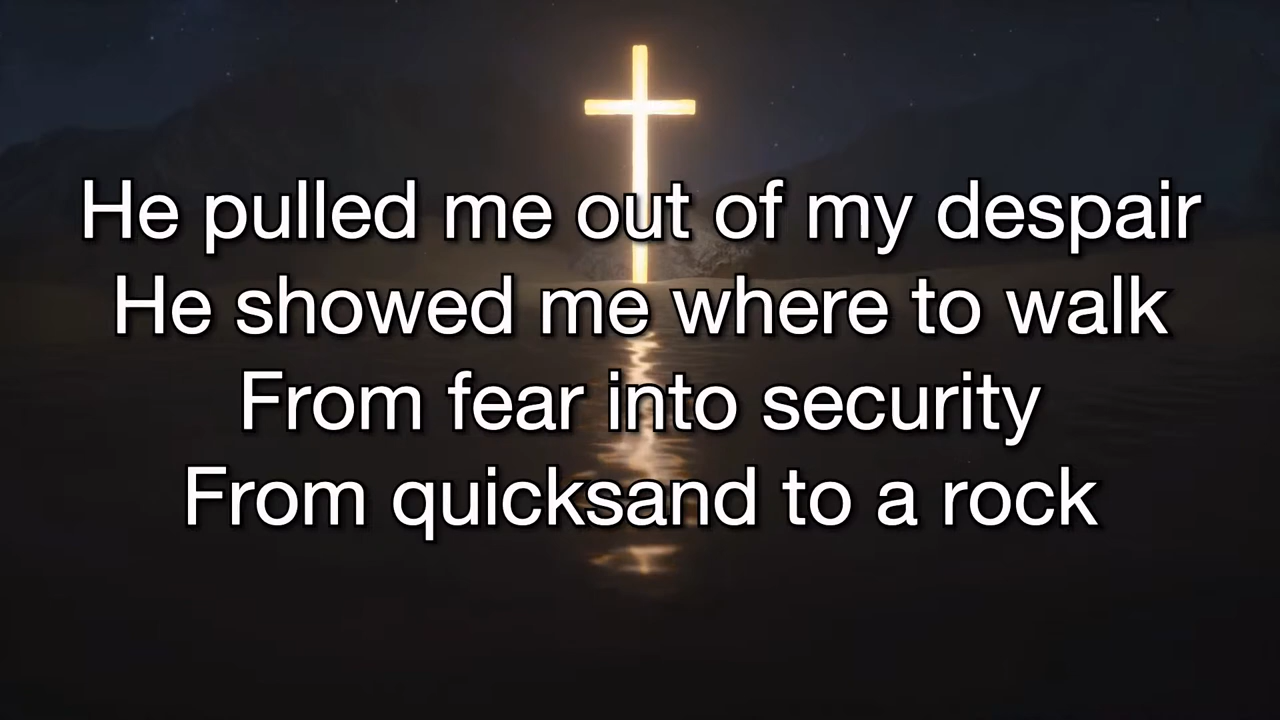 He pulled me out of my despair
He showed me where to walk
From fear into security
From quicksand to a rock